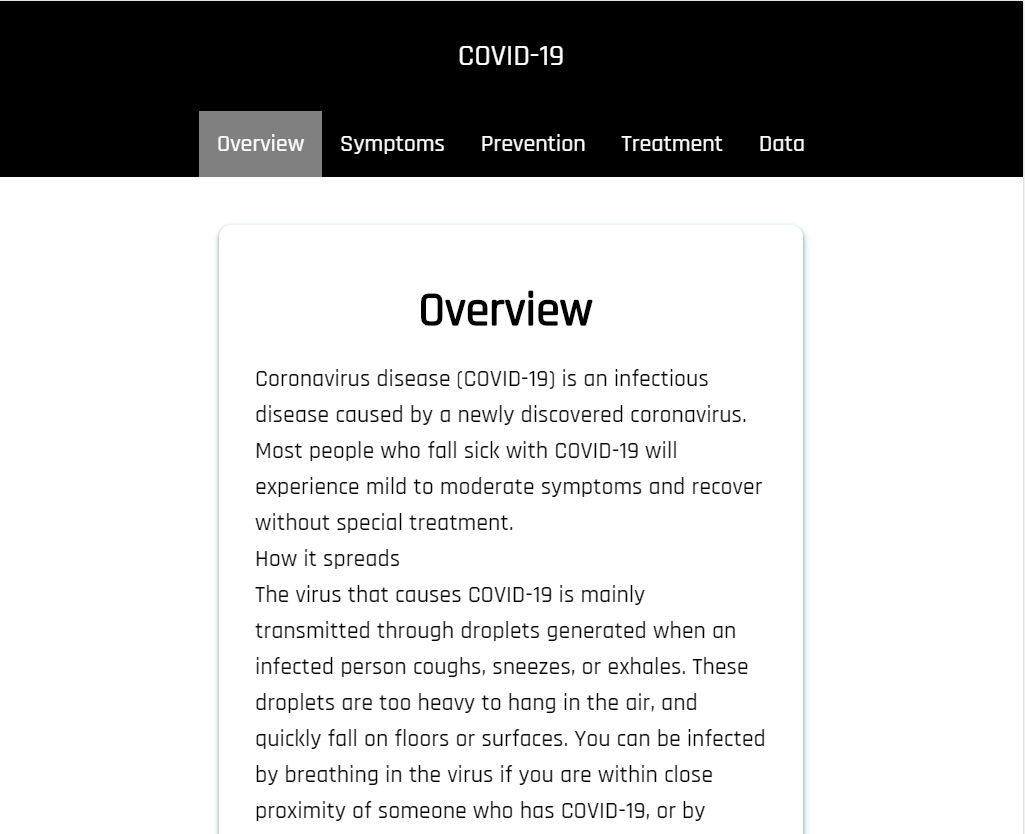 COVID-19
Overview Symptoms Prevention Treatment Data
Overview
Coronavirus disease (COVID-19) is an infectious
disease caused by a newly discovered coronavirus.
Most people who fall sick with COVID-19 will
experience mild to moderate symptoms and recover
without special treatment.
How it spreads
The virus that causes COVID-19 is mainly
transmitted through droplets generated when an
infected person coughs, sneezes, or exhales. These
droplets are too heavy to hang in the air, and
quickly fall on floors or surfaces. You can be infected
by breathing in the virus if you are within close
proximity of someone who has COVID-19, or by